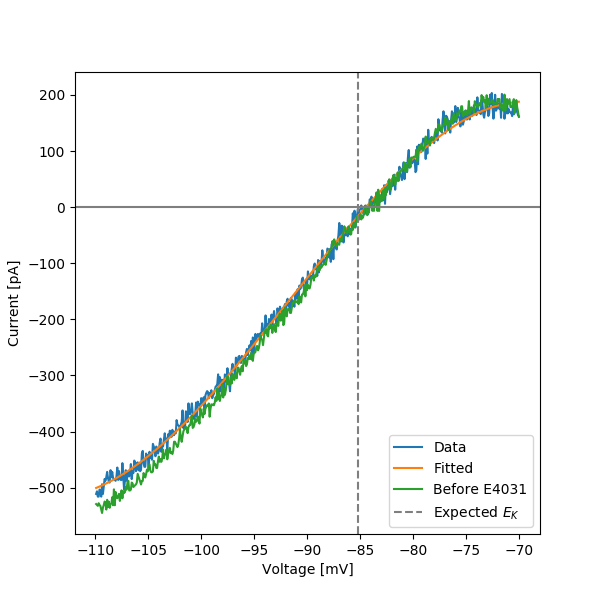 200
100
0
−100
−200
−300
−400
−500
Current [pA]
Data
Fitted
Before E4031
Expected E_K
−110 −105 −100 −95 −90 −85 −80 −75 −70
Voltage [mV]